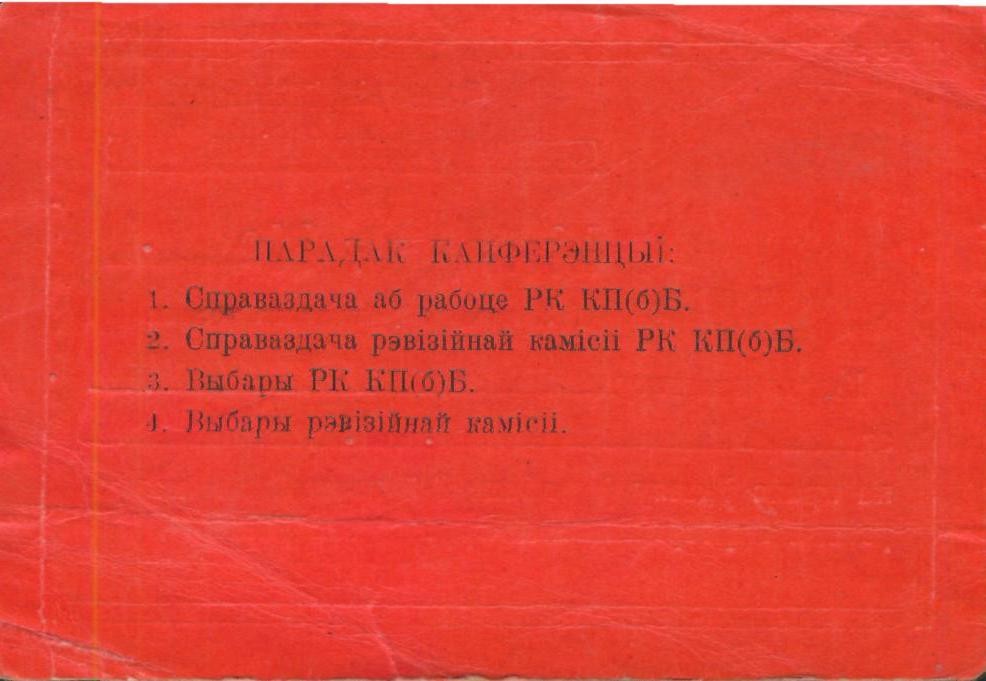 ПАРАДАК КАНФЕРЭНЦЫІ:
1. Справаздача аб рабоце РК КП(б)Б.
2. Справаздача рэвізійнай камісіі РК КП(б)Б.
3. Выбары РК КП(б)Б.
4. Выбары рэвізійнай камісіі.